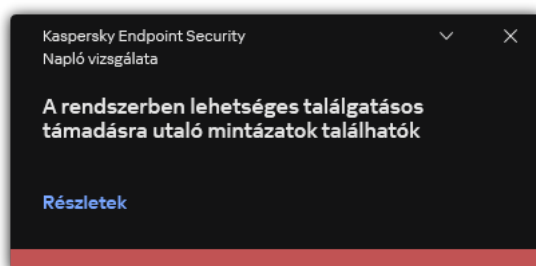 Kaspersky Endpoint Security
Napló vizsgálata
A rendszerben lehetséges találgatásos
támadásra utaló mintázatok találhatók
Részletek